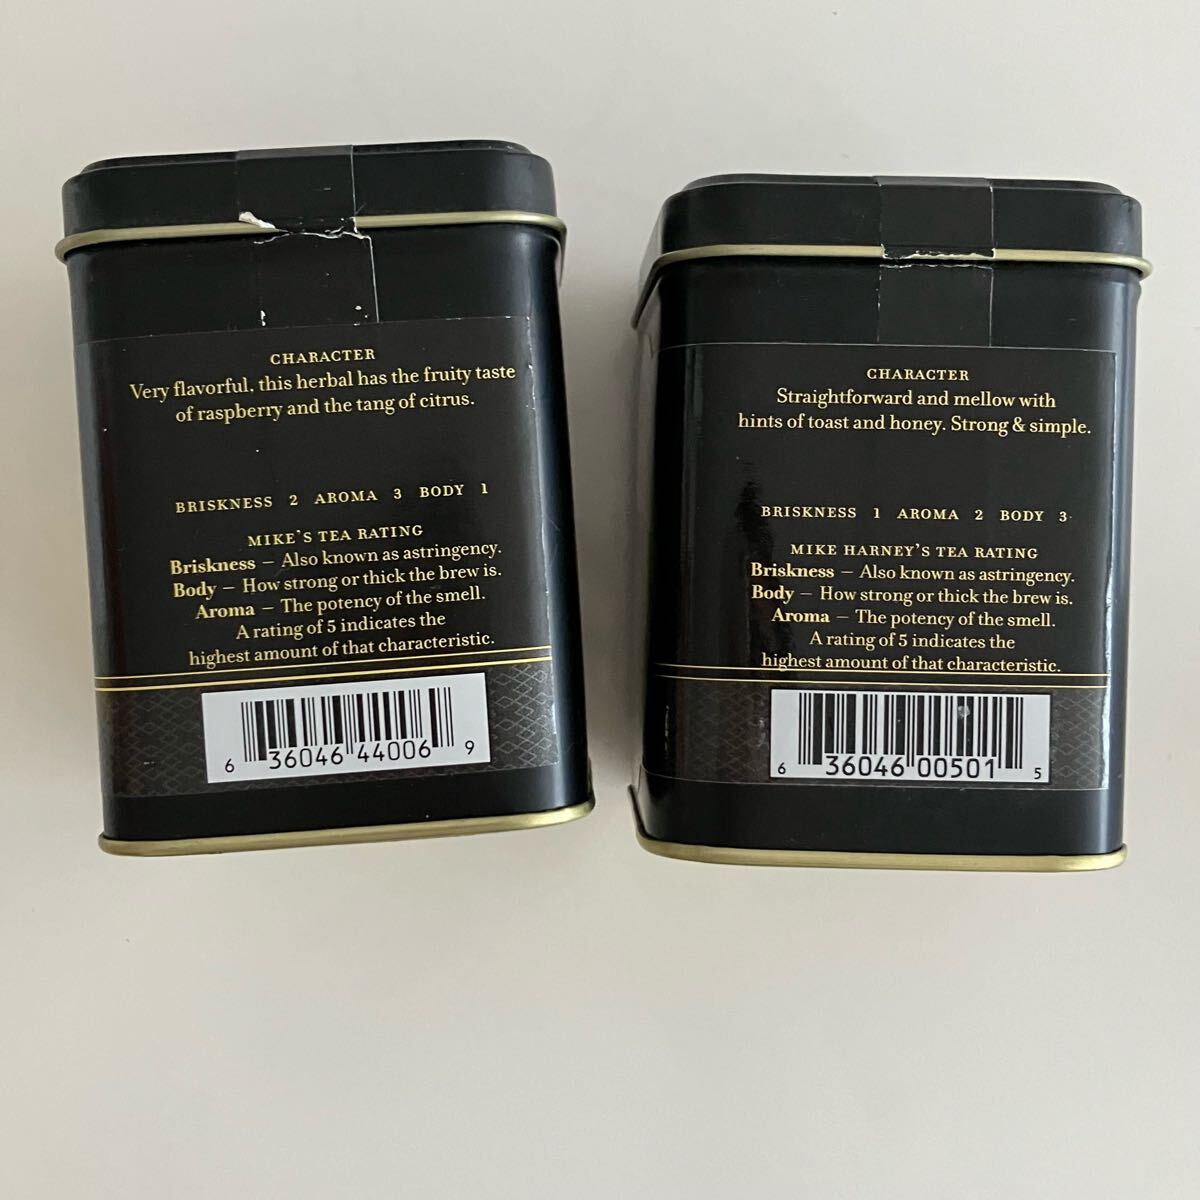 CHARACTER
Very flavorful, this herbal has the fruity taste
of raspberry and the tang of citrus.
BRISKNESS 2 AROMA 3 BODY 1
MIKE'S TEA RATING
Briskness – Also known as astringency.
Body – How strong or thick the brew is.
Aroma – The potency of the smell.
A rating of 5 indicates the
highest amount of that characteristic.
6 36046 44006 9
CHARACTER
Straightforward and mellow with
hints of toast and honey. Strong & simple.
BRISKNESS 1 AROMA 2 BODY 3
MIKE HARNEY'S TEA RATING
Briskness – Also known as astringency.
Body – How strong or thick the brew is.
Aroma – The potency of the smell.
A rating of 5 indicates the
highest amount of that characteristic.
6 36046 00501 5